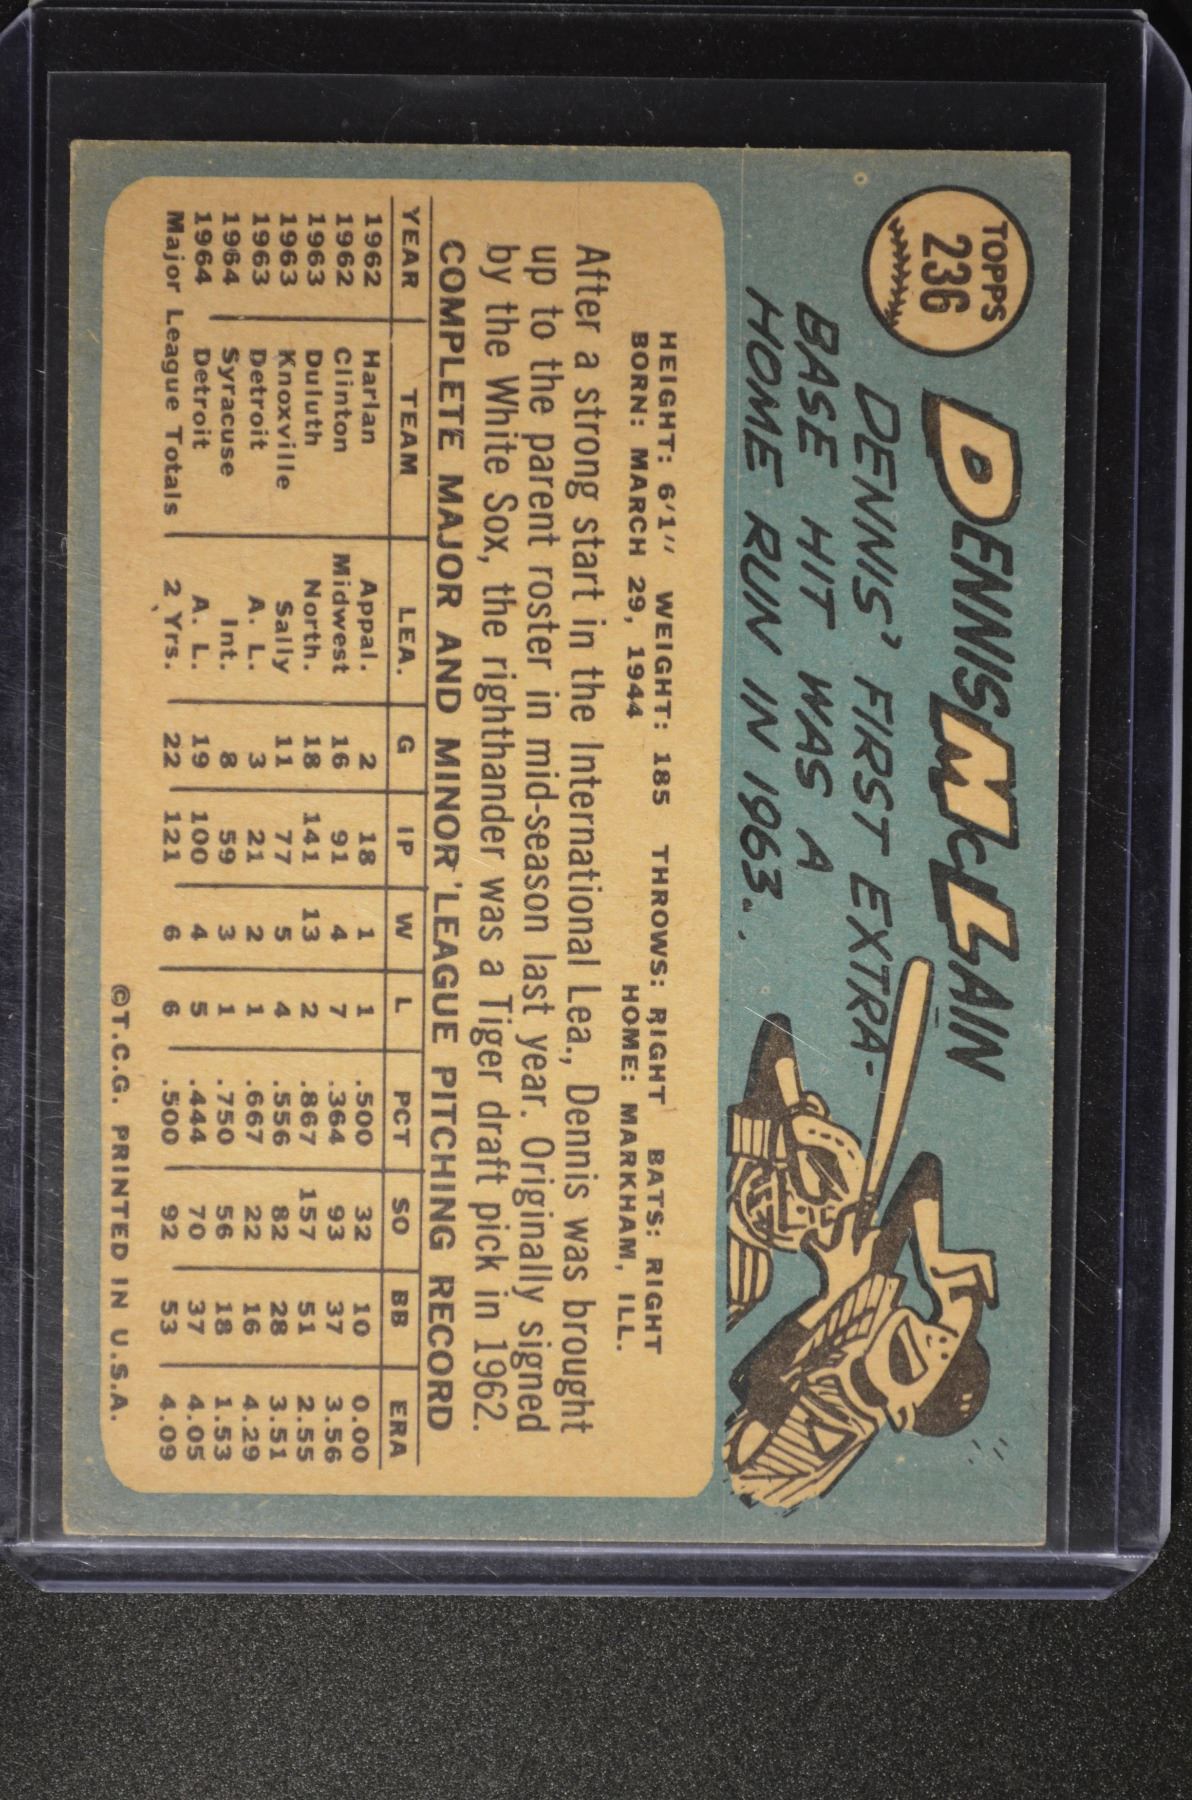 TOPPS
236
DENNIS McLAIN
DENNIS' FIRST EXTRA-
BASE HIT WAS A
HOME RUN IN 1963..
HEIGHT: 6'1" WEIGHT: 185 THROWS: RIGHT BATS: RIGHT
BORN: MARCH 29, 1944 HOME: MARKHAM, ILL.
After a strong start in the International Lea., Dennis was brought
up to the parent roster in mid-season last year. Originally signed
by the White Sox, the righthander was a Tiger draft pick in 1962.
COMPLETE MAJOR AND MINOR LEAGUE PITCHING RECORD
YEAR TEAM LEA. G IP W L PCT SO BB ERA
1962 Harlan Appal. 2 18 1 1 .500 32 10 0.00
1962 Clinton Midwest 16 91 4 7 .364 93 37 3.56
1963 Duluth North. 18 141 13 2 .867 157 51 2.55
1963 Knoxville Sally 11 77 5 4 .556 82 28 3.51
1963 Detroit A. L. 3 21 2 1 .667 22 16 4.29
1964 Syracuse Int. 8 59 3 1 .750 56 18 1.53
1964 Detroit A. L. 19 100 4 5 .444 70 37 4.05
Major League Totals 2 Yrs. 22 121 6 6 .500 92 53 4.09
©T.C.G. PRINTED IN U.S.A.